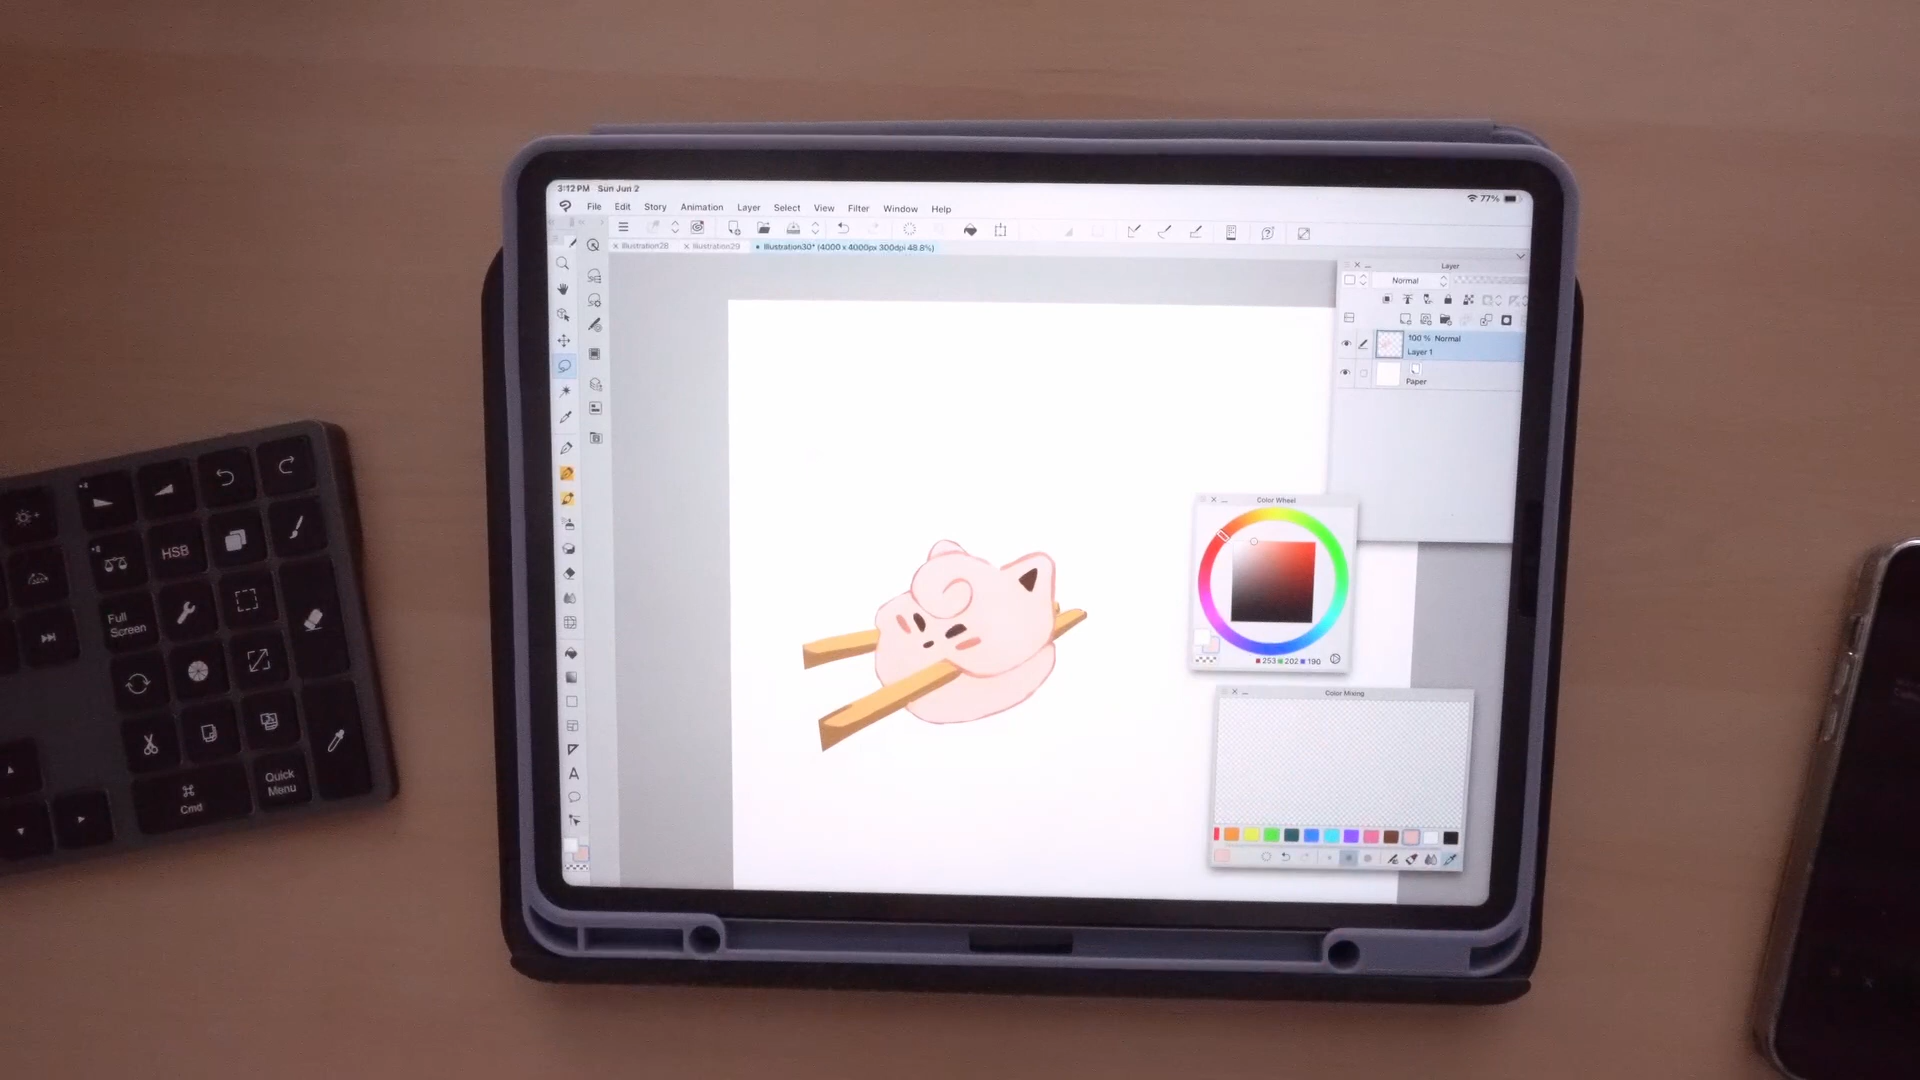 3:12 PM Sun Jun 2
77%
File Edit Story Animation Layer Select View Filter Window Help
Illustration28
Illustration29
Illustration30* (4000 x 4000px 300dpi 48.8%)
Layer
Normal
100 % Normal
Layer 1
Paper
Color Wheel
253 202 190
Color Mixing
A
HSB
Full
Screen
⌘
Cmd
Quick
Menu